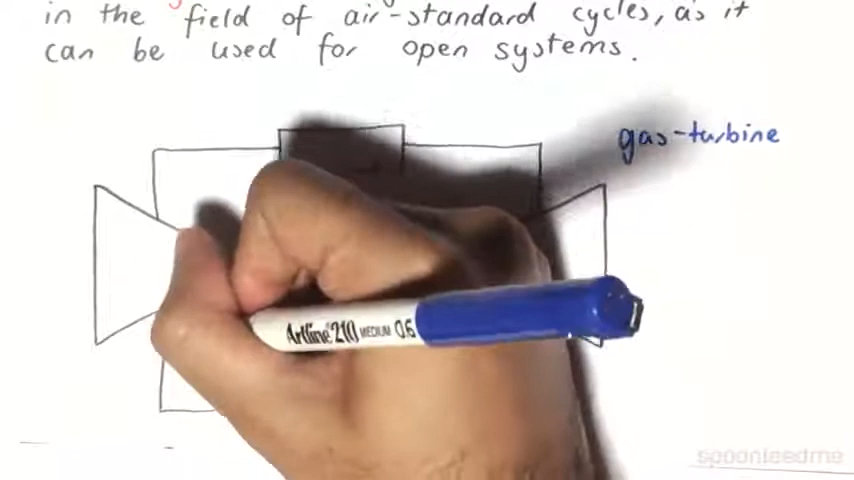 in the field of air-standard cycles, as it
can be used for open systems.
gas-turbine
Artline 210 MEDIUM 0.6
spoonfeedme